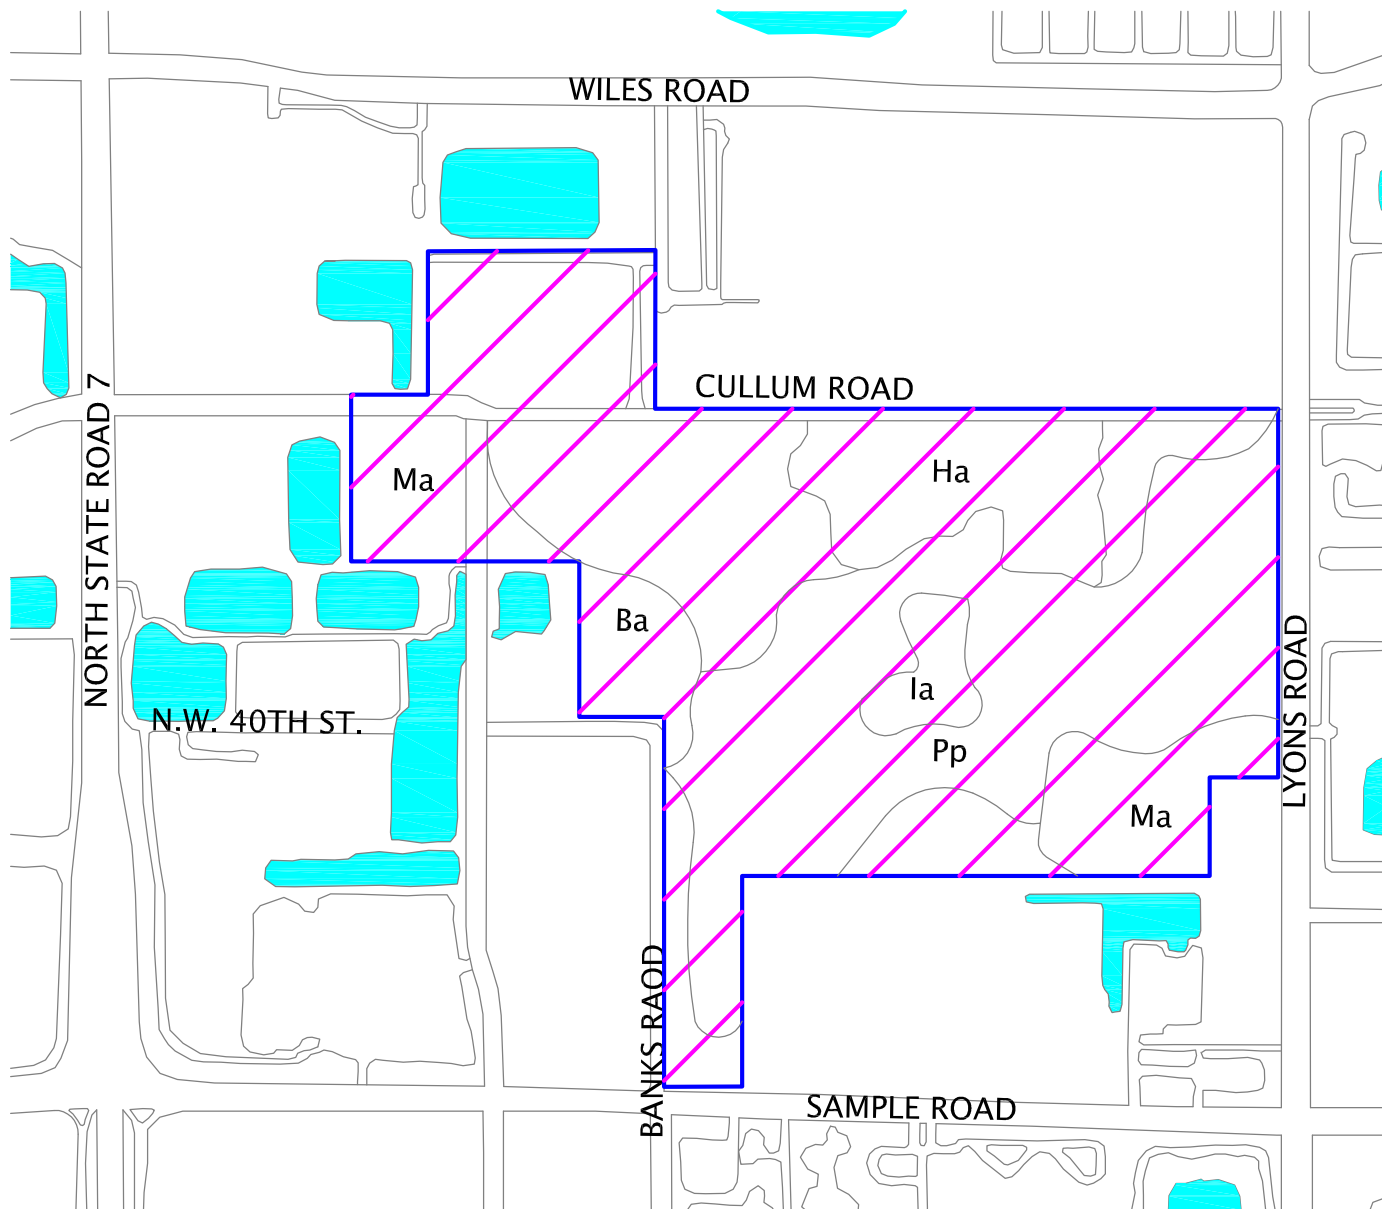 WILES ROAD
CULLUM ROAD
NORTH STATE ROAD 7
Ma
Ha
Ba
Ia
N.W. 40TH ST.
Pp
LYONS ROAD
Ma
BANKS RAOD
SAMPLE ROAD